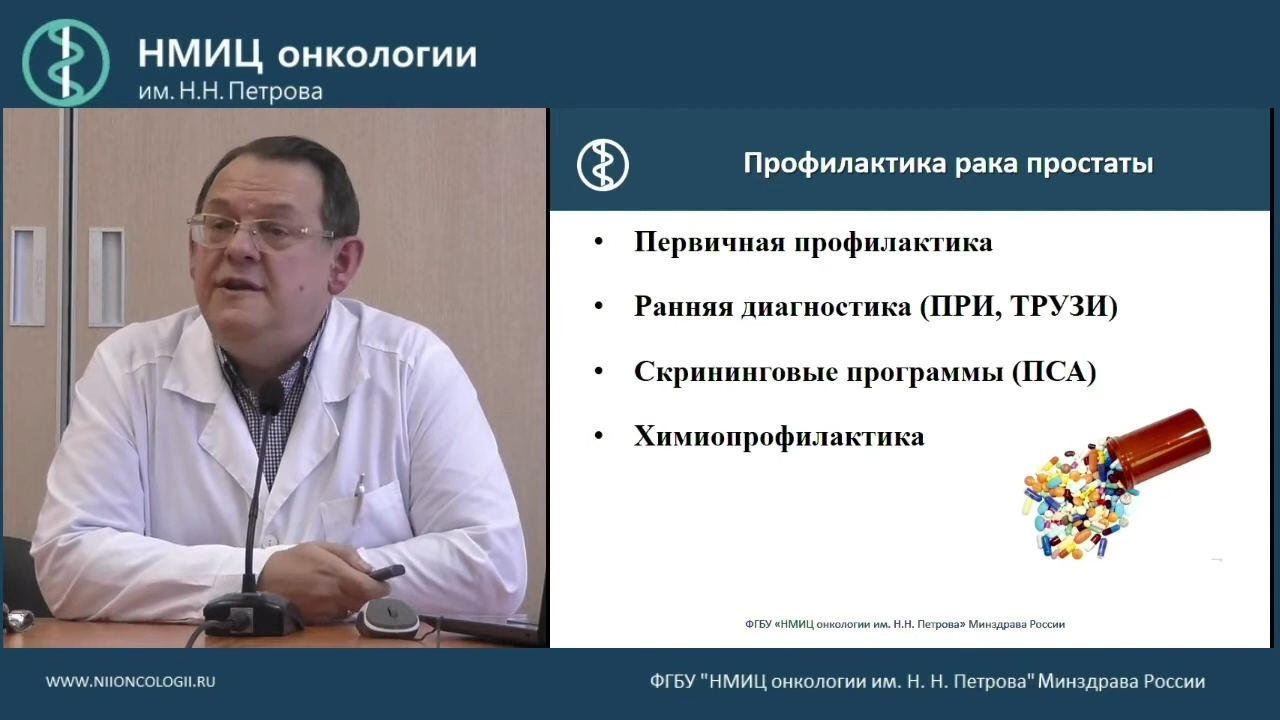 НМИЦ онкологии
им. Н.Н. Петрова
Профилактика рака простаты
• Первичная профилактика
• Ранняя диагностика (ПРИ, ТРУЗИ)
• Скрининговые программы (ПСА)
• Химиопрофилактика
ФГБУ «НМИЦ онкологии им. Н.Н. Петрова» Минздрава России
WWW.NIIONCOLOGII.RU
ФГБУ "НМИЦ онкологии им. Н. Н. Петрова" Минздрава России